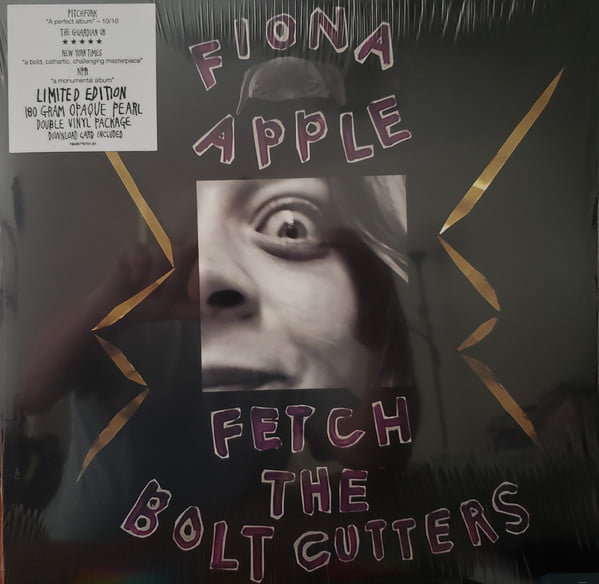 PITCHFORK
"A perfect album" – 10/10
THE GUARDIAN UK
★★★★★
NEW YORK TIMES
"a bold, cathartic, challenging masterpiece"
NPR
"a monumental album"
LIMITED EDITION
180 GRAM OPAQUE PEARL
DOUBLE VINYL PACKAGE
DOWNLOAD CARD INCLUDED
FIONA
APPLE
FETCH
THE
BOLT CUTTERS